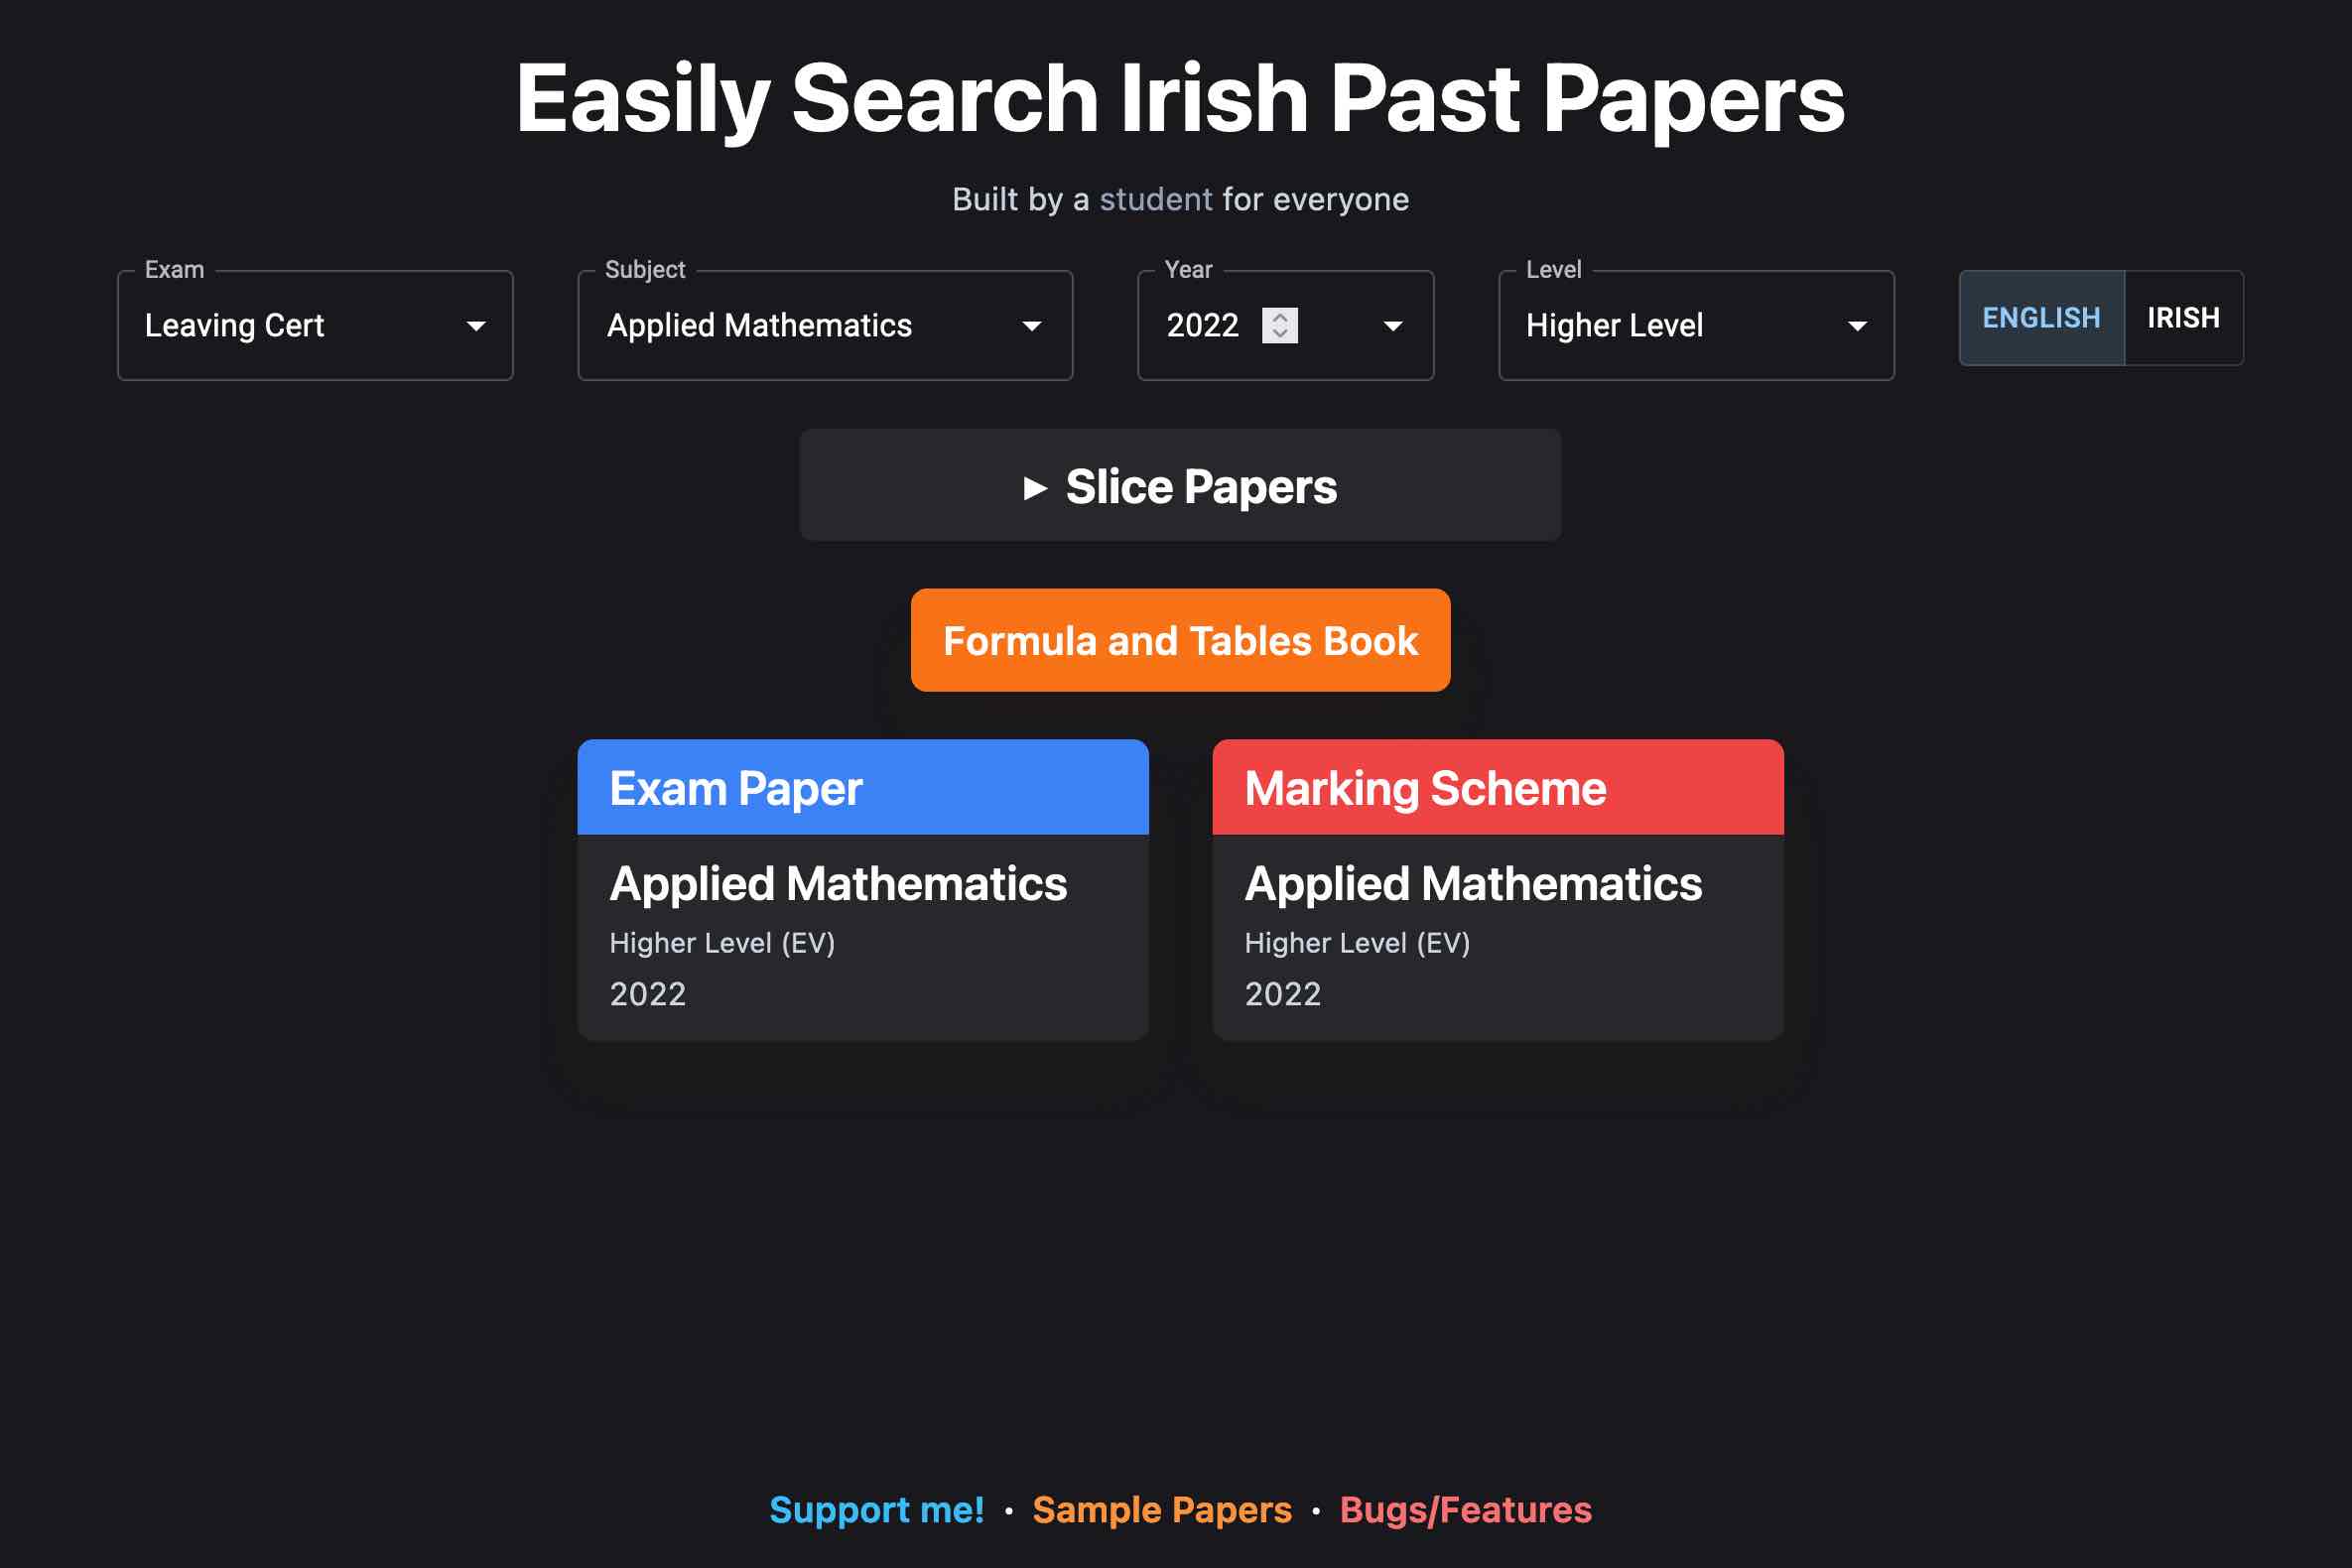 Easily Search Irish Past Papers
Built by a student for everyone
Exam
Leaving Cert
Subject
Applied Mathematics
Year
2022
Level
Higher Level
ENGLISH
IRISH
Slice Papers
Formula and Tables Book
Exam Paper
Applied Mathematics
Higher Level (EV)
2022
Marking Scheme
Applied Mathematics
Higher Level (EV)
2022
Support me! • Sample Papers • Bugs/Features